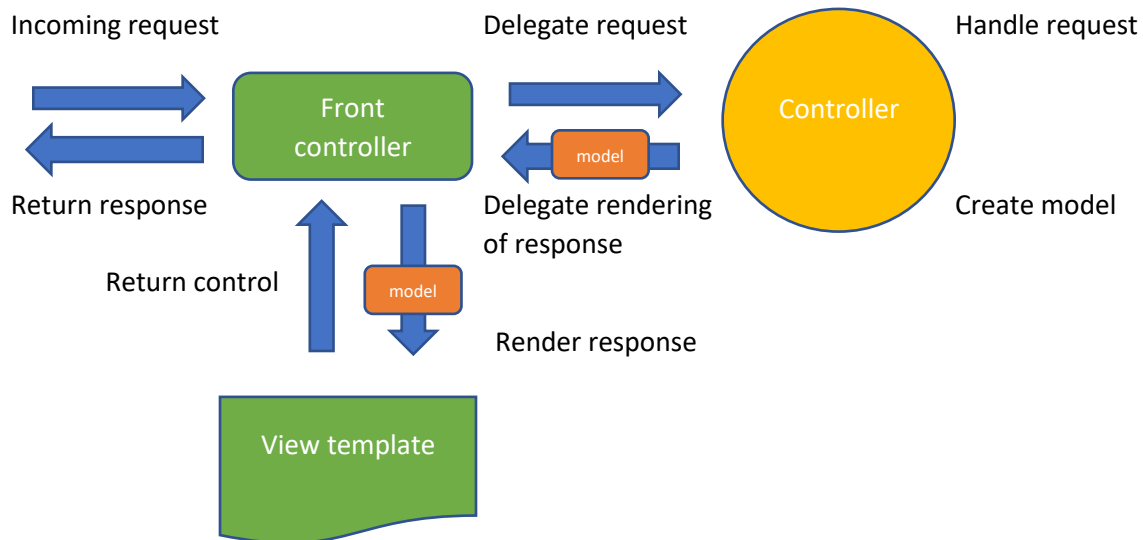 Incoming request
Delegate request
Handle request
Front
controller
Controller
model
Return response
Delegate rendering
of response
Create model
Return control
model
Render response
View template